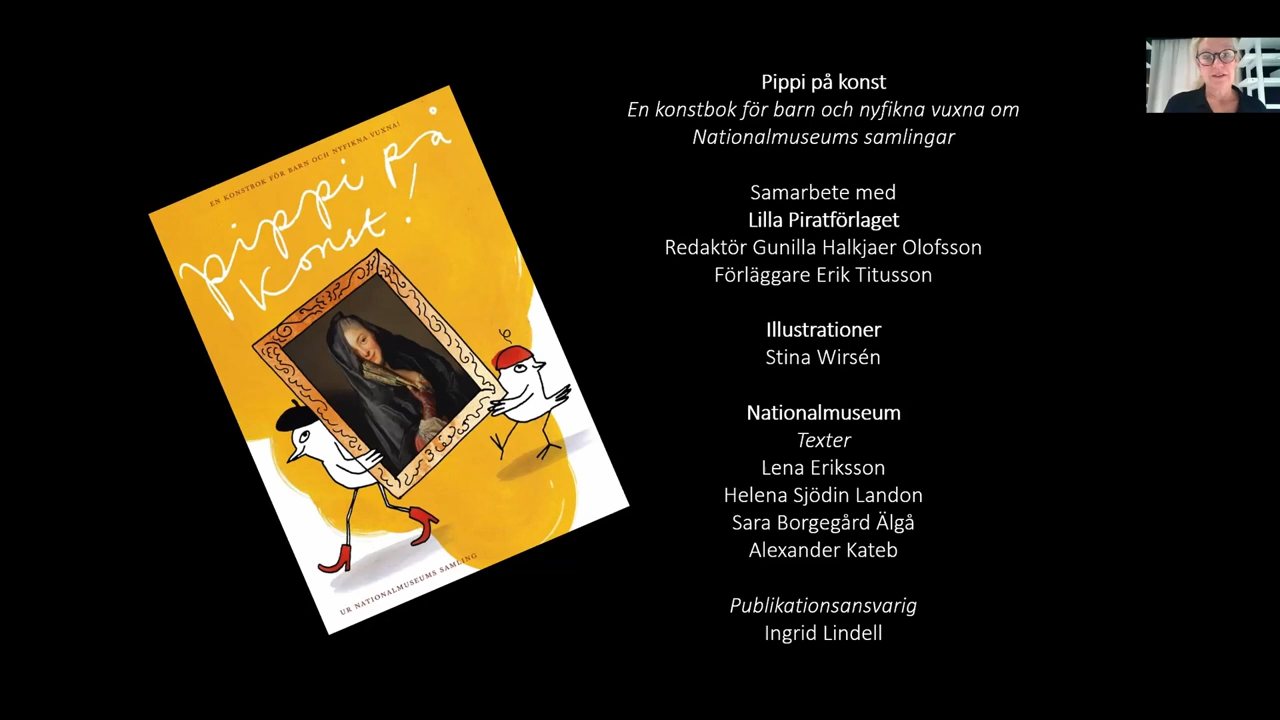 EN KONSTBOK FÖR BARN OCH NYFIKNA VUXNA!
pippi på
Konst!
UR NATIONALMUSEUMS SAMLING
Pippi på konst
En konstbok för barn och nyfikna vuxna om
Nationalmuseums samlingar
Samarbete med
Lilla Piratförlaget
Redaktör Gunilla Halkjaer Olofsson
Förläggare Erik Titusson
Illustrationer
Stina Wirsén
Nationalmuseum
Texter
Lena Eriksson
Helena Sjödin Landon
Sara Borgegård Älgå
Alexander Kateb
Publikationsansvarig
Ingrid Lindell